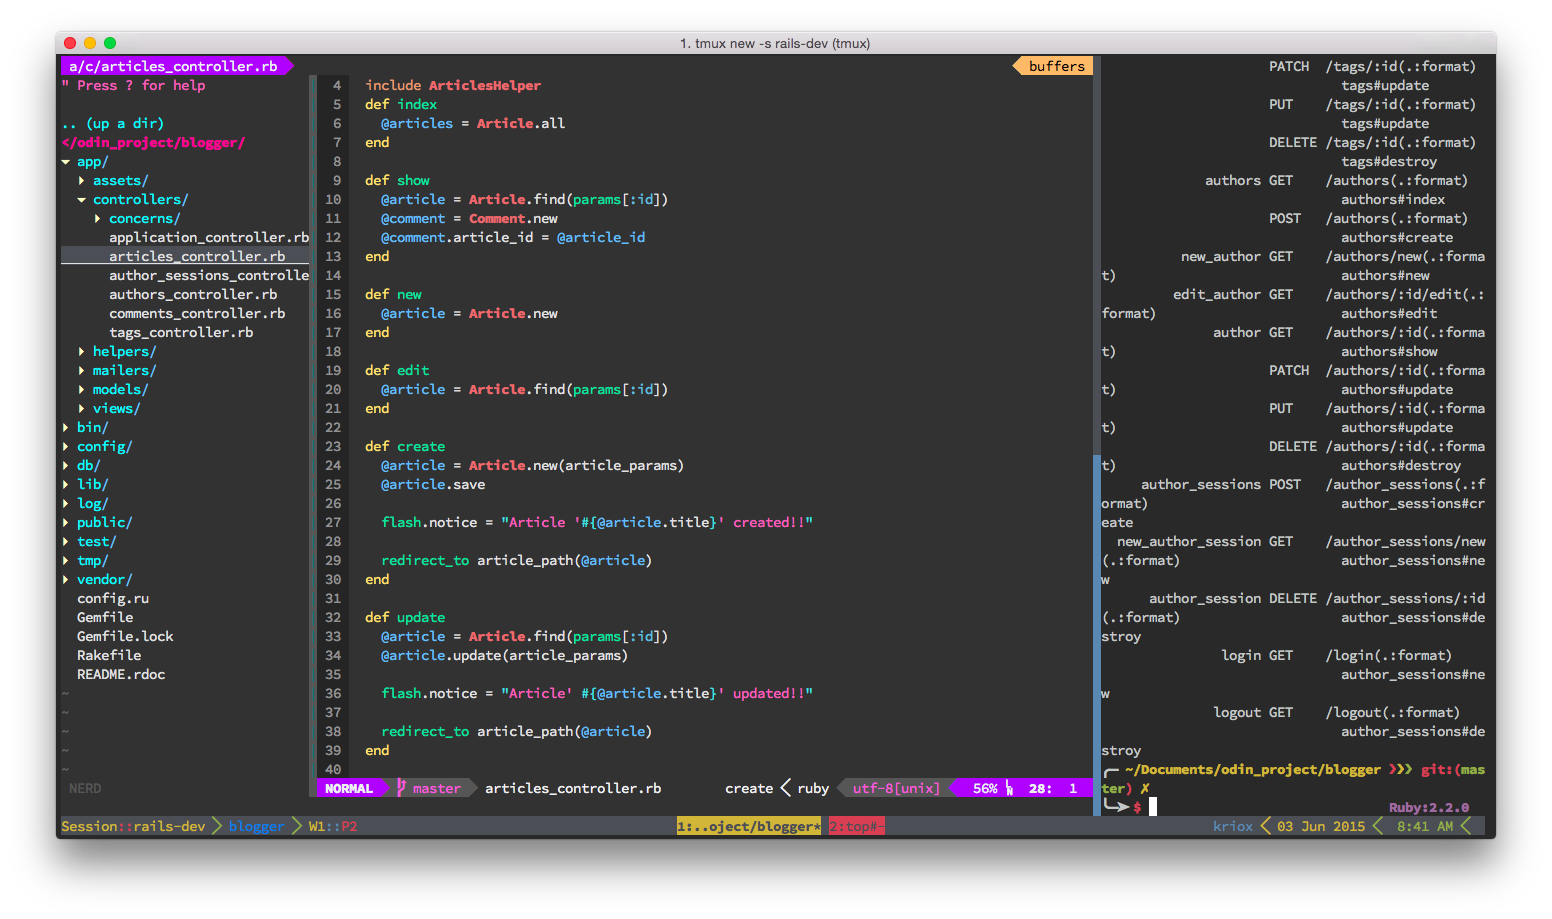 1. tmux new -s rails-dev (tmux)
a/c/articles_controller.rb
buffers
" Press ? for help
.. (up a dir)
</odin_project/blogger/
app/
assets/
controllers/
concerns/
application_controller.rb
articles_controller.rb
author_sessions_controlle
authors_controller.rb
comments_controller.rb
tags_controller.rb
helpers/
mailers/
models/
views/
bin/
config/
db/
lib/
log/
public/
test/
tmp/
vendor/
config.ru
Gemfile
Gemfile.lock
Rakefile
README.rdoc
~
~
~
~
~
NERD
4 include ArticlesHelper
5 def index
6 @articles = Article.all
7 end
8
9 def show
10 @article = Article.find(params[:id])
11 @comment = Comment.new
12 @comment.article_id = @article_id
13 end
14
15 def new
16 @article = Article.new
17 end
18
19 def edit
20 @article = Article.find(params[:id])
21 end
22
23 def create
24 @article = Article.new(article_params)
25 @article.save
26
27 flash.notice = "Article '#{@article.title}' created!!"
28
29 redirect_to article_path(@article)
30 end
31
32 def update
33 @article = Article.find(params[:id])
34 @article.update(article_params)
35
36 flash.notice = "Article' #{@article.title}' updated!!"
37
38 redirect_to article_path(@article)
39 end
40
NORMAL master articles_controller.rb create ruby utf-8[unix] 56% LN 28: 1
PATCH /tags/:id(.:format)
tags#update
PUT /tags/:id(.:format)
tags#update
DELETE /tags/:id(.:format)
tags#destroy
authors GET /authors(.:format)
authors#index
POST /authors(.:format)
authors#create
new_author GET /authors/new(.:forma
t) authors#new
edit_author GET /authors/:id/edit(.:
format) authors#edit
author GET /authors/:id(.:forma
t) authors#show
PATCH /authors/:id(.:forma
t) authors#update
PUT /authors/:id(.:forma
t) authors#update
DELETE /authors/:id(.:forma
t) authors#destroy
author_sessions POST /author_sessions(.:f
ormat) author_sessions#cr
eate
new_author_session GET /author_sessions/new
(.:format) author_sessions#ne
w
author_session DELETE /author_sessions/:id
(.:format) author_sessions#de
stroy
login GET /login(.:format)
author_sessions#ne
w
logout GET /logout(.:format)
author_sessions#de
stroy
~/Documents/odin_project/blogger ❯❯❯ git:(mas
ter) ✗
$ Ruby:2.2.0
Session::rails-dev blogger W1::P2 1:..oject/blogger* 2:top#- kriox 03 Jun 2015 8:41 AM